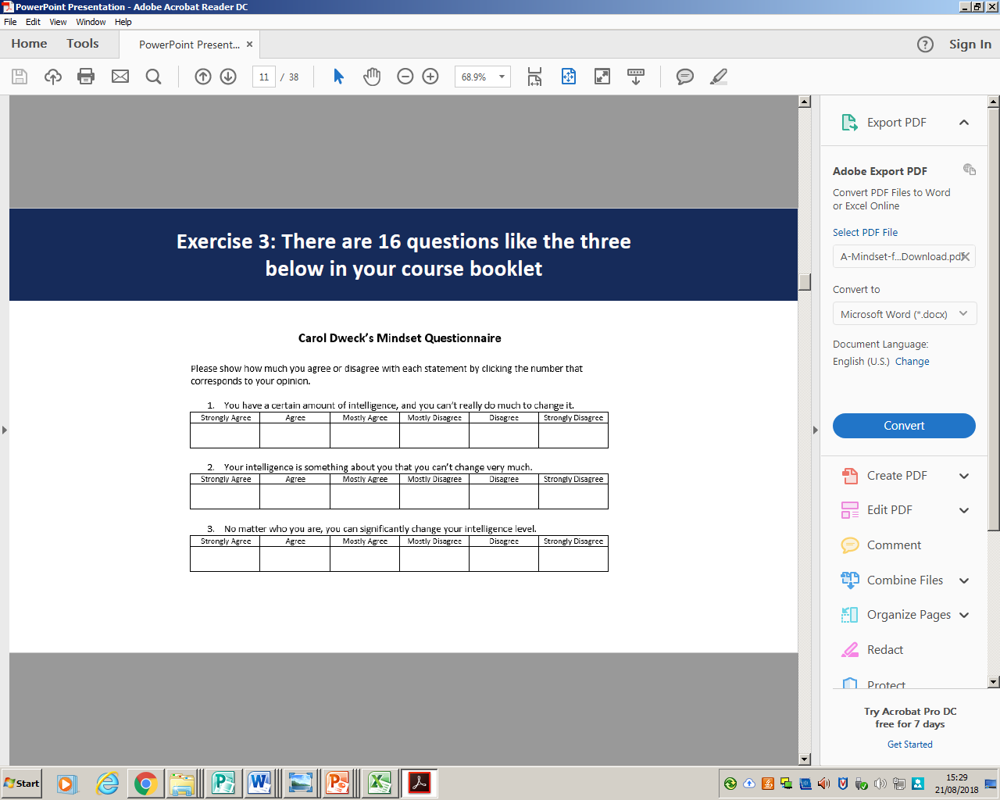 PowerPoint Presentation - Adobe Acrobat Reader DC
File Edit View Window Help
Home Tools PowerPoint Present... × Sign In
11 / 38 68.9%
Export PDF
Adobe Export PDF
Convert PDF Files to Word
or Excel Online
Select PDF File
A-Mindset-f...Download.pdf
Convert to
Microsoft Word (*.docx)
Document Language:
English (U.S.) Change
Convert
Create PDF
Edit PDF
Comment
Combine Files
Organize Pages
Redact
Protect
Try Acrobat Pro DC
free for 7 days
Get Started
Exercise 3: There are 16 questions like the three
below in your course booklet
Carol Dweck's Mindset Questionnaire
Please show how much you agree or disagree with each statement by clicking the number that
corresponds to your opinion.
1. You have a certain amount of intelligence, and you can't really do much to change it.
Strongly Agree Agree Mostly Agree Mostly Disagree Disagree Strongly Disagree
2. Your intelligence is something about you that you can't change very much.
Strongly Agree Agree Mostly Agree Mostly Disagree Disagree Strongly Disagree
3. No matter who you are, you can significantly change your intelligence level.
Strongly Agree Agree Mostly Agree Mostly Disagree Disagree Strongly Disagree
Start
15:29
21/08/2018